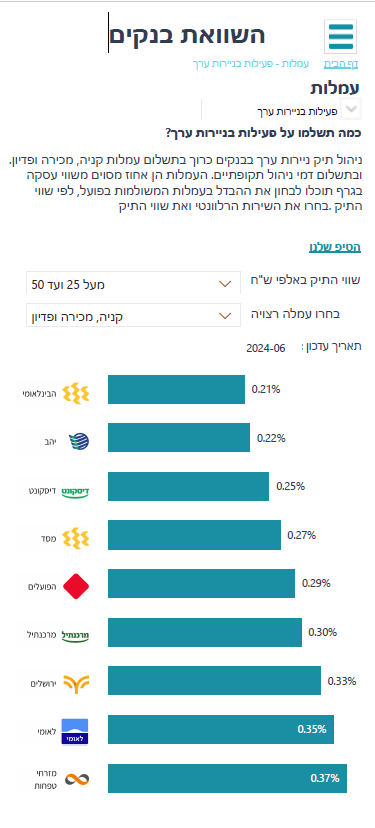 השוואת בנקים
דף הבית   עמלות - פעילות בניירות ערך
עמלות
פעילות בניירות ערך
כמה תשלמו על פעילות בניירות ערך?
ניהול תיק ניירות ערך בבנקים כרוך בתשלום עמלות קניה, מכירה ופדיון.
ובתשלום דמי ניהול תקופתיים. העמלות הן אחוז מסוים משווי עסקה
בגרף תוכלו לבחון את ההבדל בעמלות המשולמות בפועל, לפי שווי
התיק .בחרו את השירות הרלוונטי ואת שווי התיק
הטיפ שלנו
שווי התיק באלפי ש"ח   מעל 25 ועד 50
בחרו עמלה רצויה   קניה, מכירה ופדיון
תאריך עדכון :   2024-06
הבינלאומי 0.21%
יהב 0.22%
דיסקונט דיסקונט 0.25%
מסד 0.27%
הפועלים 0.29%
מרכנתיל מרכנתיל 0.30%
ירושלים 0.33%
לאומי לאומי 0.35%
מזרחי
טפחות 0.37%